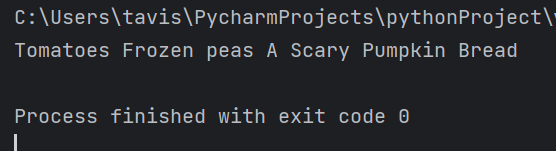 C:\Users\tavis\PycharmProjects\pythonProject\
Tomatoes Frozen peas A Scary Pumpkin Bread
Process finished with exit code 0